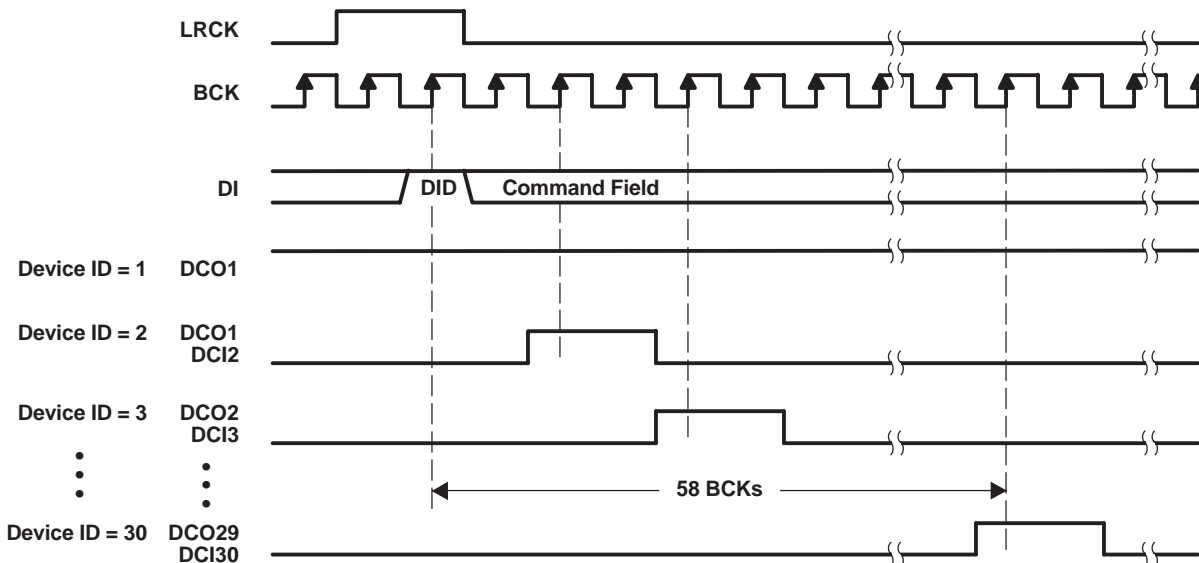 LRCK
BCK
DI
DID
Command Field
Device ID = 1 DCO1
Device ID = 2 DCO1
DCI2
Device ID = 3 DCO2
DCI3
58 BCKs
Device ID = 30 DCO29
DCI30